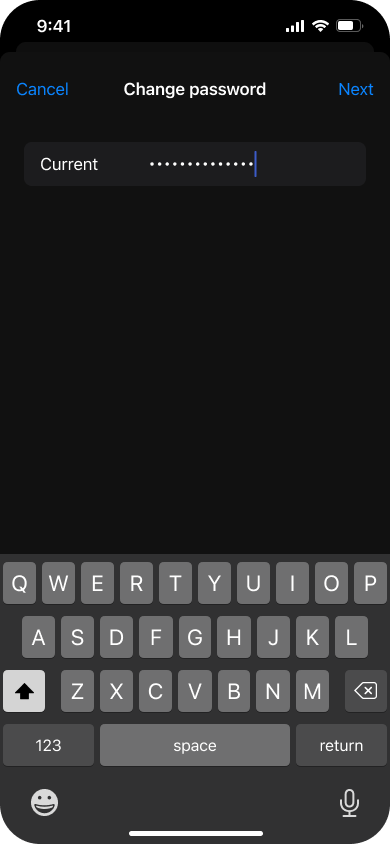 9:41
Cancel Change password Next
Current ••••••••••••••
Q W E R T Y U I O P
A S D F G H J K L
Z X C V B N M
123 space return